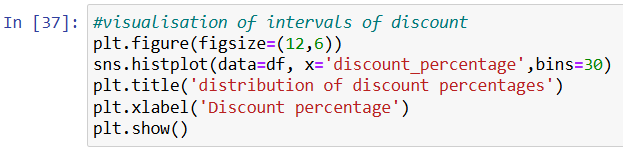 In [37]: #visualisation of intervals of discount
plt.figure(figsize=(12,6))
sns.histplot(data=df, x='discount_percentage',bins=30)
plt.title('distribution of discount percentages')
plt.xlabel('Discount percentage')
plt.show()